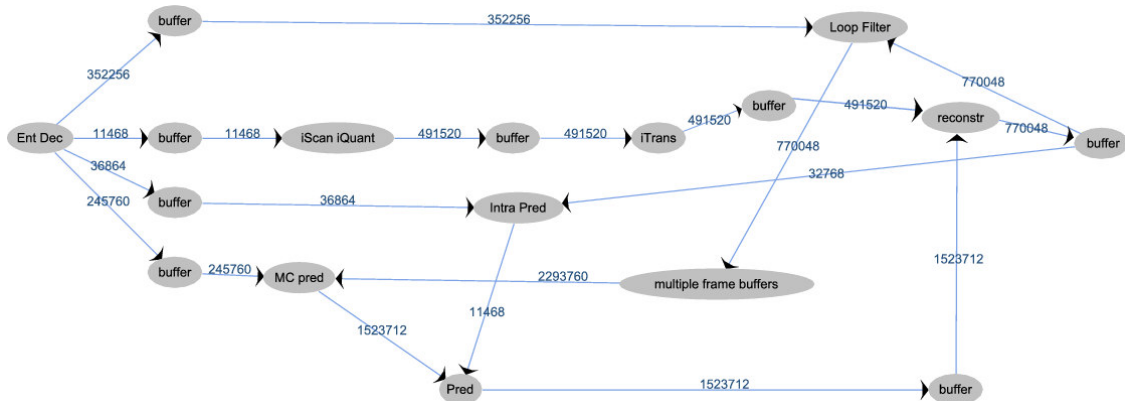 buffer
352256
Loop Filter
352256
770048
buffer
491520
Ent Dec
11468
buffer
11468
iScan iQuant
491520
buffer
491520
iTrans
491520
reconstr
770048
buffer
770048
36864
32768
245760
buffer
36864
Intra Pred
buffer
245760
MC pred
2293760
multiple frame buffers
1523712
11468
1523712
Pred
1523712
buffer